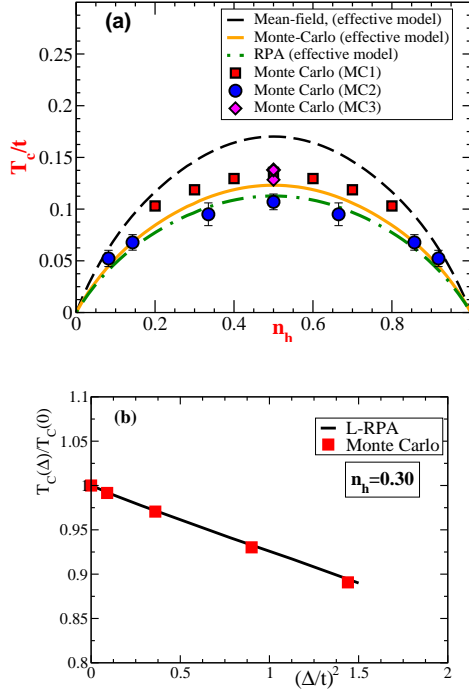 (a)
Mean-field, (effective model)
Monte-Carlo (effective model)
RPA (effective model)
Monte Carlo (MC1)
Monte Carlo (MC2)
Monte Carlo (MC3)
T_c/t
0.25
0.2
0.15
0.1
0.05
0
0.2 0.4 0.6 0.8
n_h
(b)
L-RPA
Monte Carlo
n_h=0.30
T_C(Δ)/T_C(0)
1.1
1.05
1
0.95
0.9
0.85
0.8
0 0.5 1 1.5 2
(Δ/t)^2